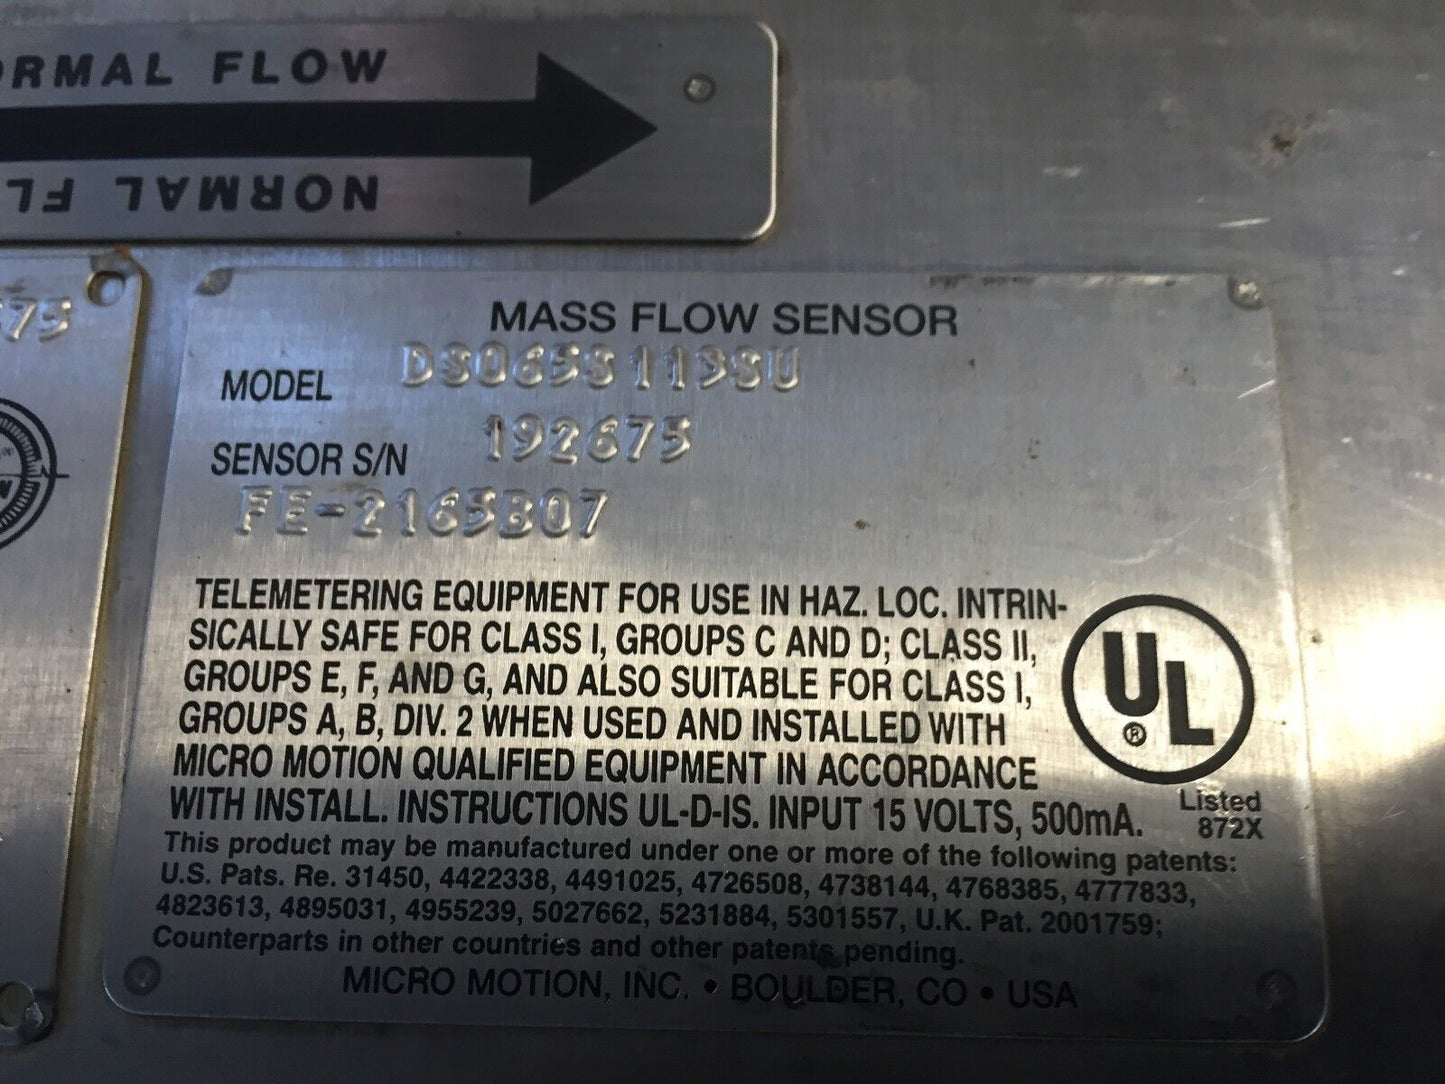 ORMAL FLOW
NORMAL FL
675
MASS FLOW SENSOR
MODEL DS065S119SU
SENSOR S/N 192675
FE-2165B07
TELEMETERING EQUIPMENT FOR USE IN HAZ. LOC. INTRIN-
SICALLY SAFE FOR CLASS I, GROUPS C AND D; CLASS II,
GROUPS E, F, AND G, AND ALSO SUITABLE FOR CLASS I,
GROUPS A, B, DIV. 2 WHEN USED AND INSTALLED WITH
MICRO MOTION QUALIFIED EQUIPMENT IN ACCORDANCE
WITH INSTALL. INSTRUCTIONS UL-D-IS. INPUT 15 VOLTS, 500mA.
UL
®
Listed
872X
This product may be manufactured under one or more of the following patents:
U.S. Pats. Re. 31450, 4422338, 4491025, 4726508, 4738144, 4768385, 4777833,
4823613, 4895031, 4955239, 5027662, 5231884, 5301557, U.K. Pat. 2001759;
Counterparts in other countries and other patents pending.
MICRO MOTION, INC. • BOULDER, CO • USA